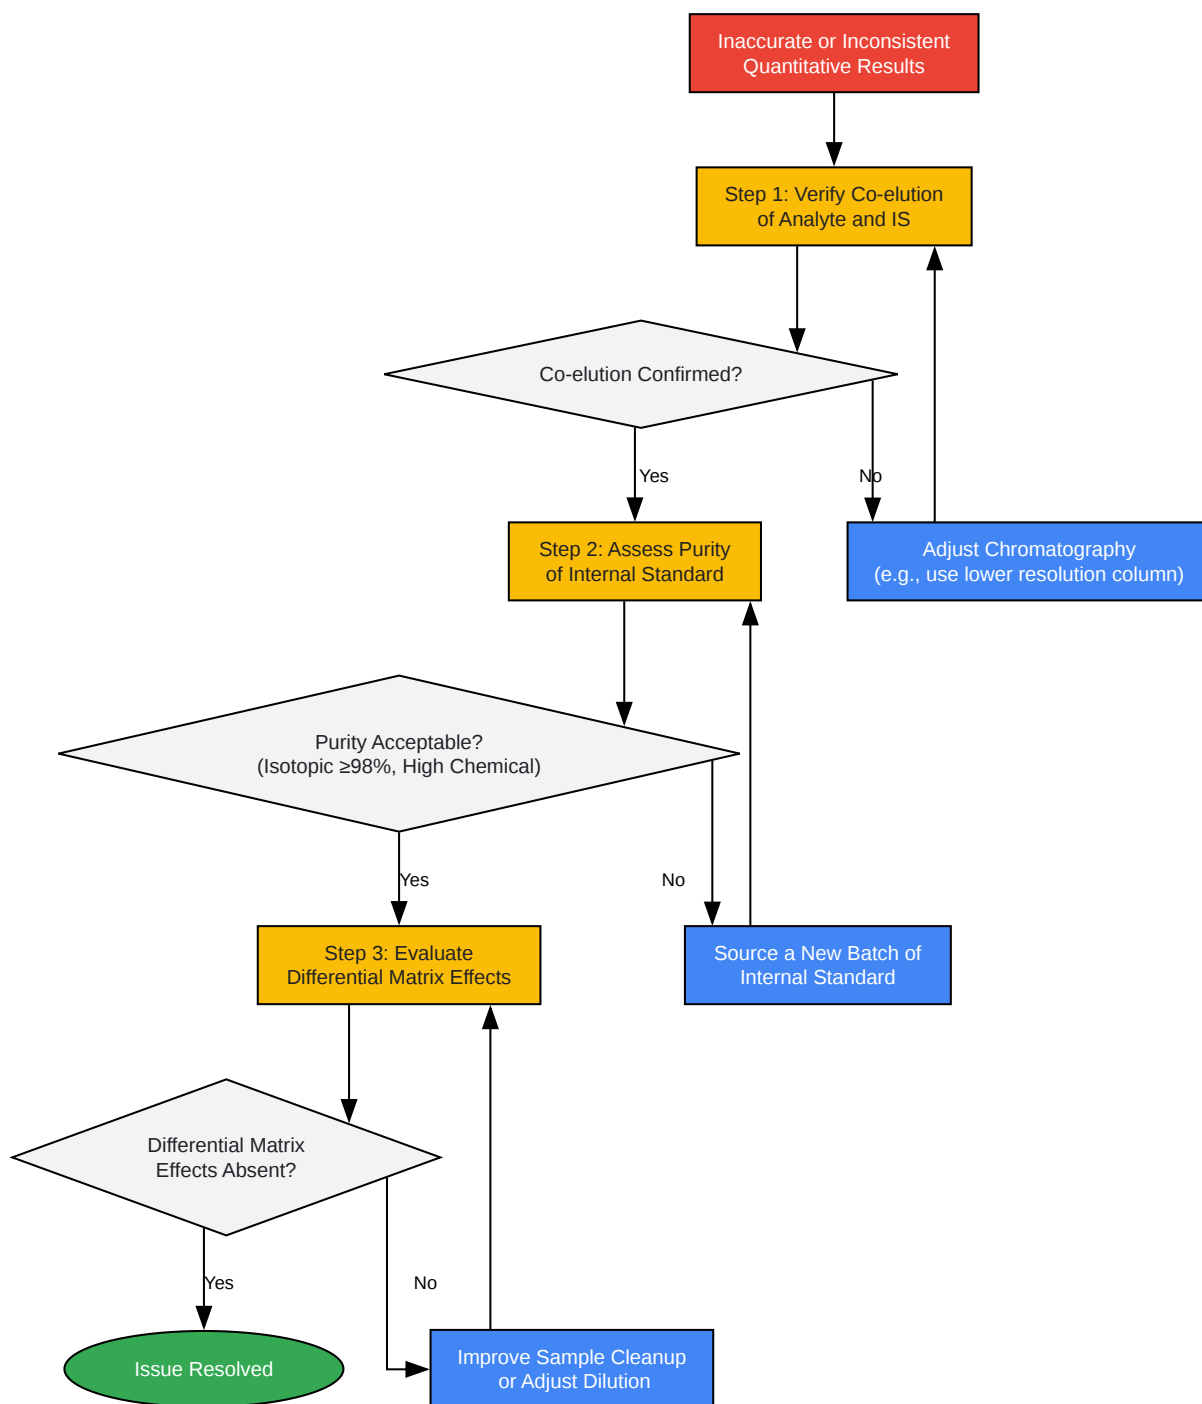 Inaccurate or Inconsistent
Quantitative Results
Step 1: Verify Co-elution
of Analyte and IS
Co-elution Confirmed?
Yes
No
Step 2: Assess Purity
of Internal Standard
Adjust Chromatography
(e.g., use lower resolution column)
Purity Acceptable?
(Isotopic ≥98%, High Chemical)
Yes
No
Step 3: Evaluate
Differential Matrix Effects
Source a New Batch of
Internal Standard
Differential Matrix
Effects Absent?
Yes
No
Issue Resolved
Improve Sample Cleanup
or Adjust Dilution